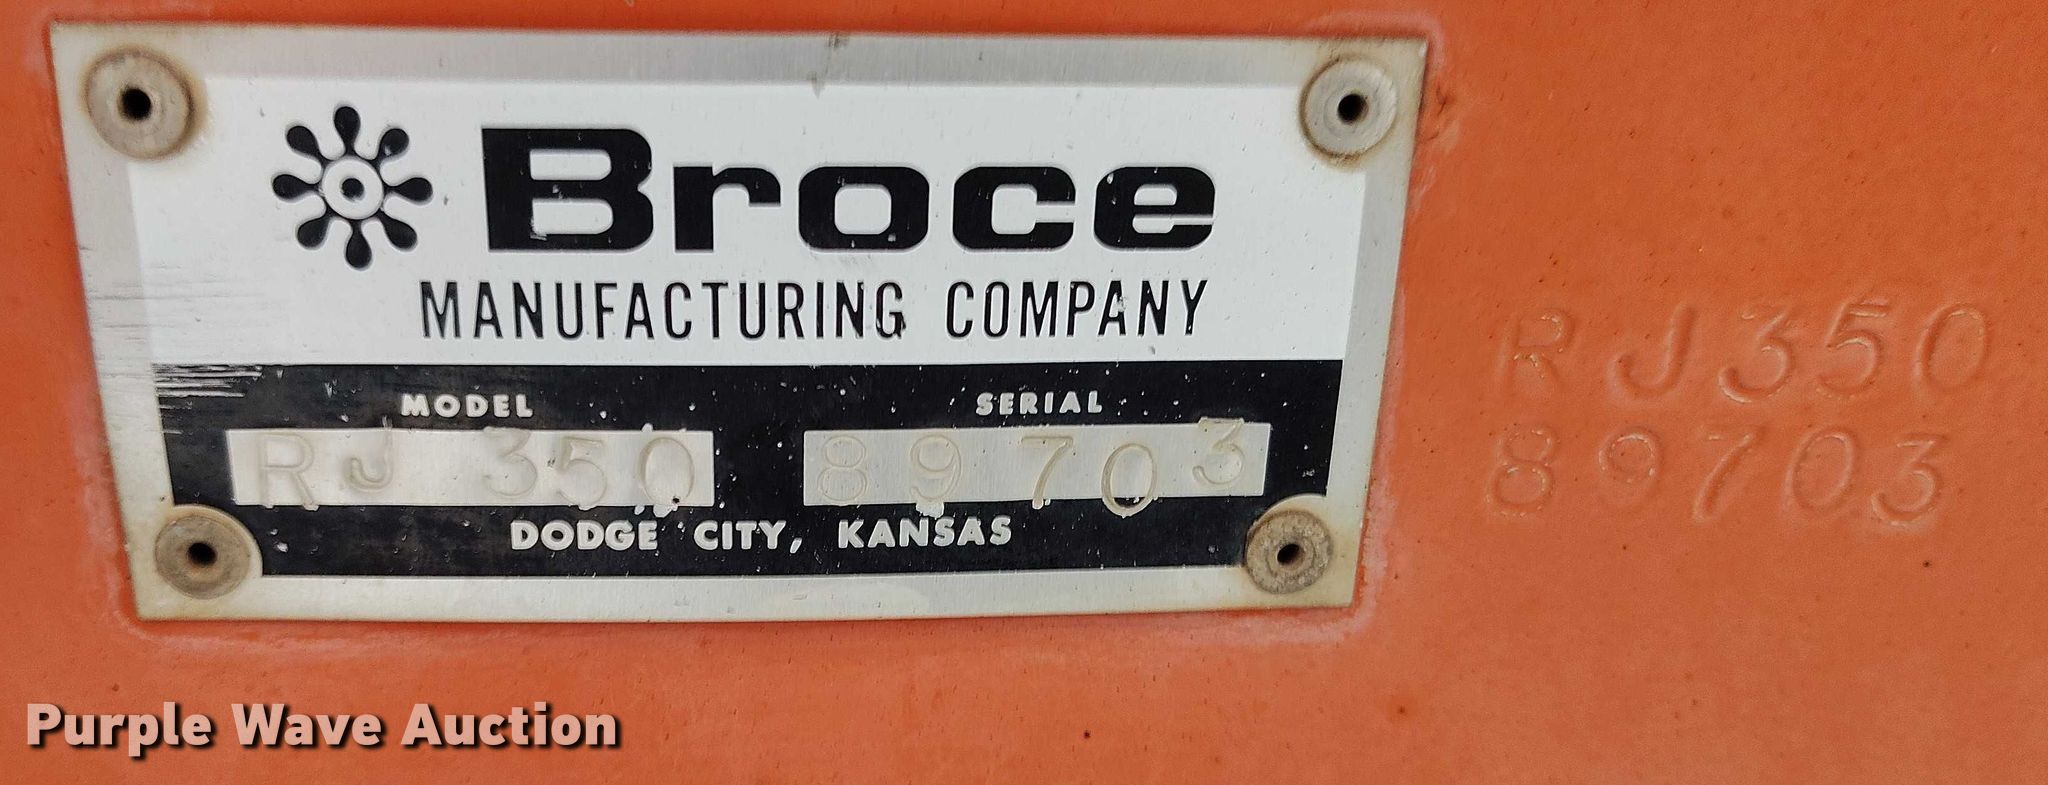 Broce
MANUFACTURING COMPANY
MODEL SERIAL
RJ 350 89703
DODGE CITY, KANSAS
RJ350
89703
Purple Wave Auction